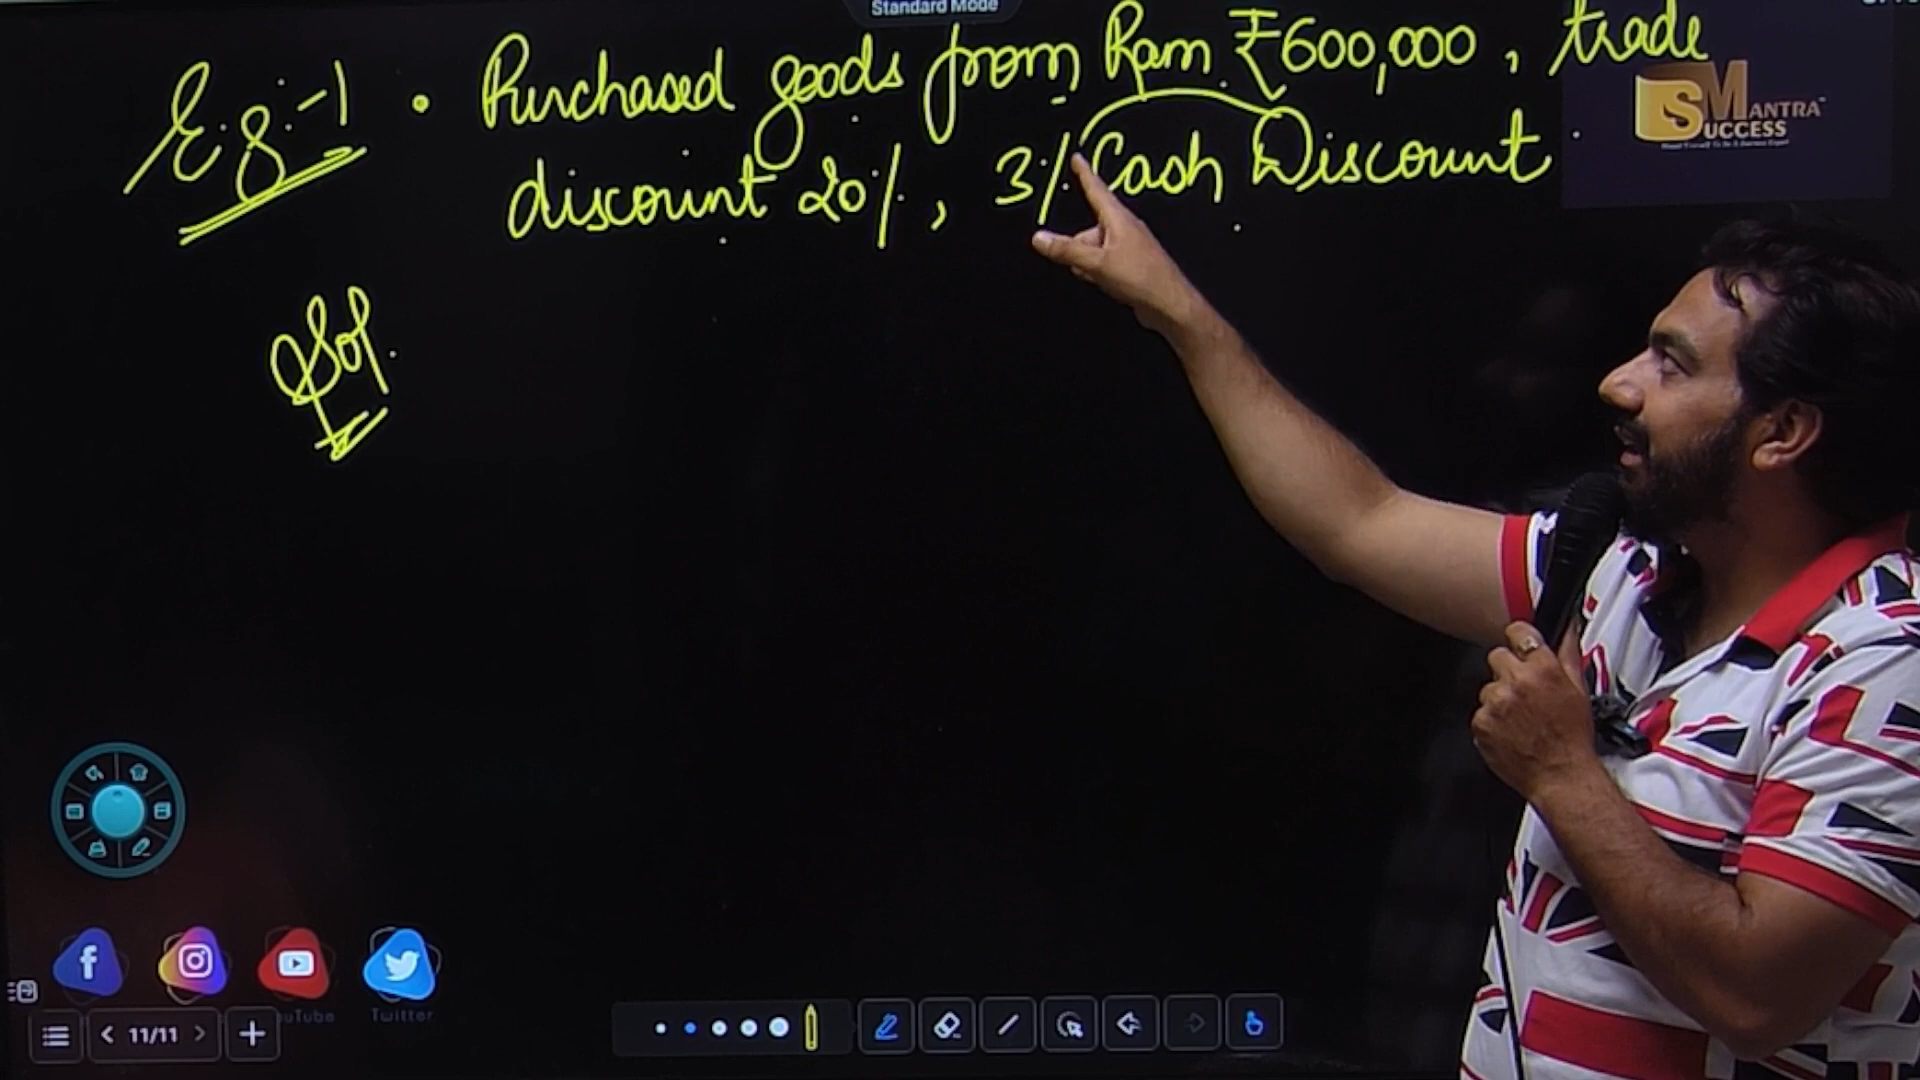 Standard Mode
E.g.-1 • Purchased goods from Ram ₹600,000, trade
discount 20%, 3% Cash Discount
Sol.
SMANTRA
SUCCESS
YouTube
Twitter
11/11